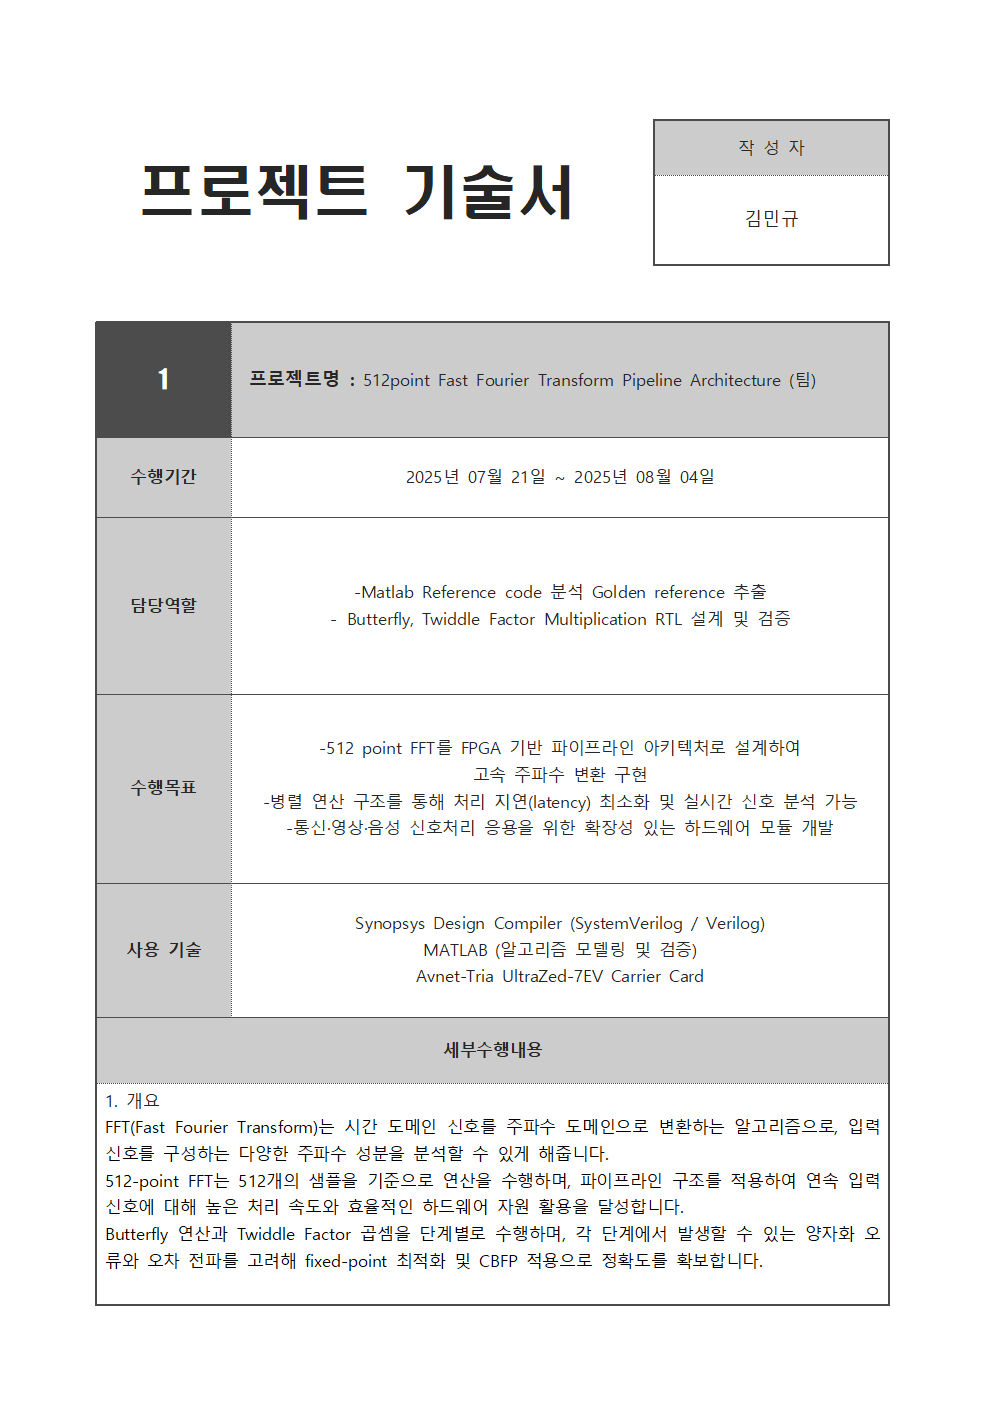 프로젝트 기술서
작 성 자
김민규
1
프로젝트명 : 512point Fast Fourier Transform Pipeline Architecture (팀)
수행기간
2025년 07월 21일 ~ 2025년 08월 04일
담당역할
-Matlab Reference code 분석 Golden reference 추출
- Butterfly, Twiddle Factor Multiplication RTL 설계 및 검증
수행목표
-512 point FFT를 FPGA 기반 파이프라인 아키텍처로 설계하여
고속 주파수 변환 구현
-병렬 연산 구조를 통해 처리 지연(latency) 최소화 및 실시간 신호 분석 가능
-통신·영상·음성 신호처리 응용을 위한 확장성 있는 하드웨어 모듈 개발
사용 기술
Synopsys Design Compiler (SystemVerilog / Verilog)
MATLAB (알고리즘 모델링 및 검증)
Avnet-Tria UltraZed-7EV Carrier Card
세부수행내용
1. 개요
FFT(Fast Fourier Transform)는 시간 도메인 신호를 주파수 도메인으로 변환하는 알고리즘으로, 입력
신호를 구성하는 다양한 주파수 성분을 분석할 수 있게 해줍니다.
512-point FFT는 512개의 샘플을 기준으로 연산을 수행하며, 파이프라인 구조를 적용하여 연속 입력
신호에 대해 높은 처리 속도와 효율적인 하드웨어 자원 활용을 달성합니다.
Butterfly 연산과 Twiddle Factor 곱셈을 단계별로 수행하며, 각 단계에서 발생할 수 있는 양자화 오
류와 오차 전파를 고려해 fixed-point 최적화 및 CBFP 적용으로 정확도를 확보합니다.